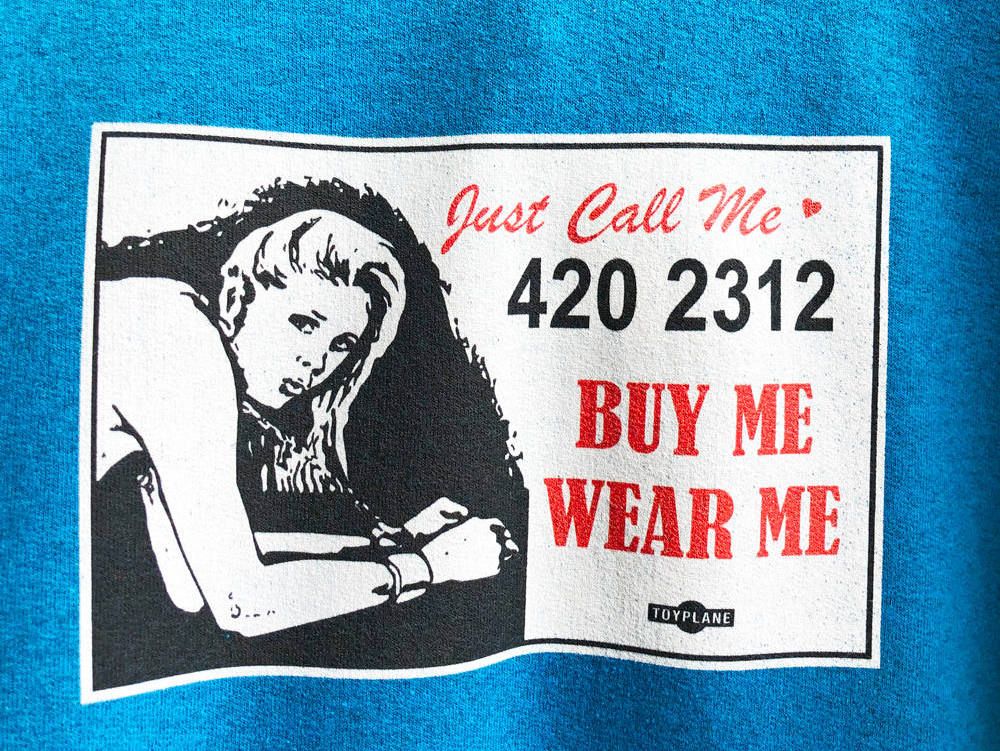 Just Call Me
420 2312
BUY ME
WEAR ME
TOYPLANE